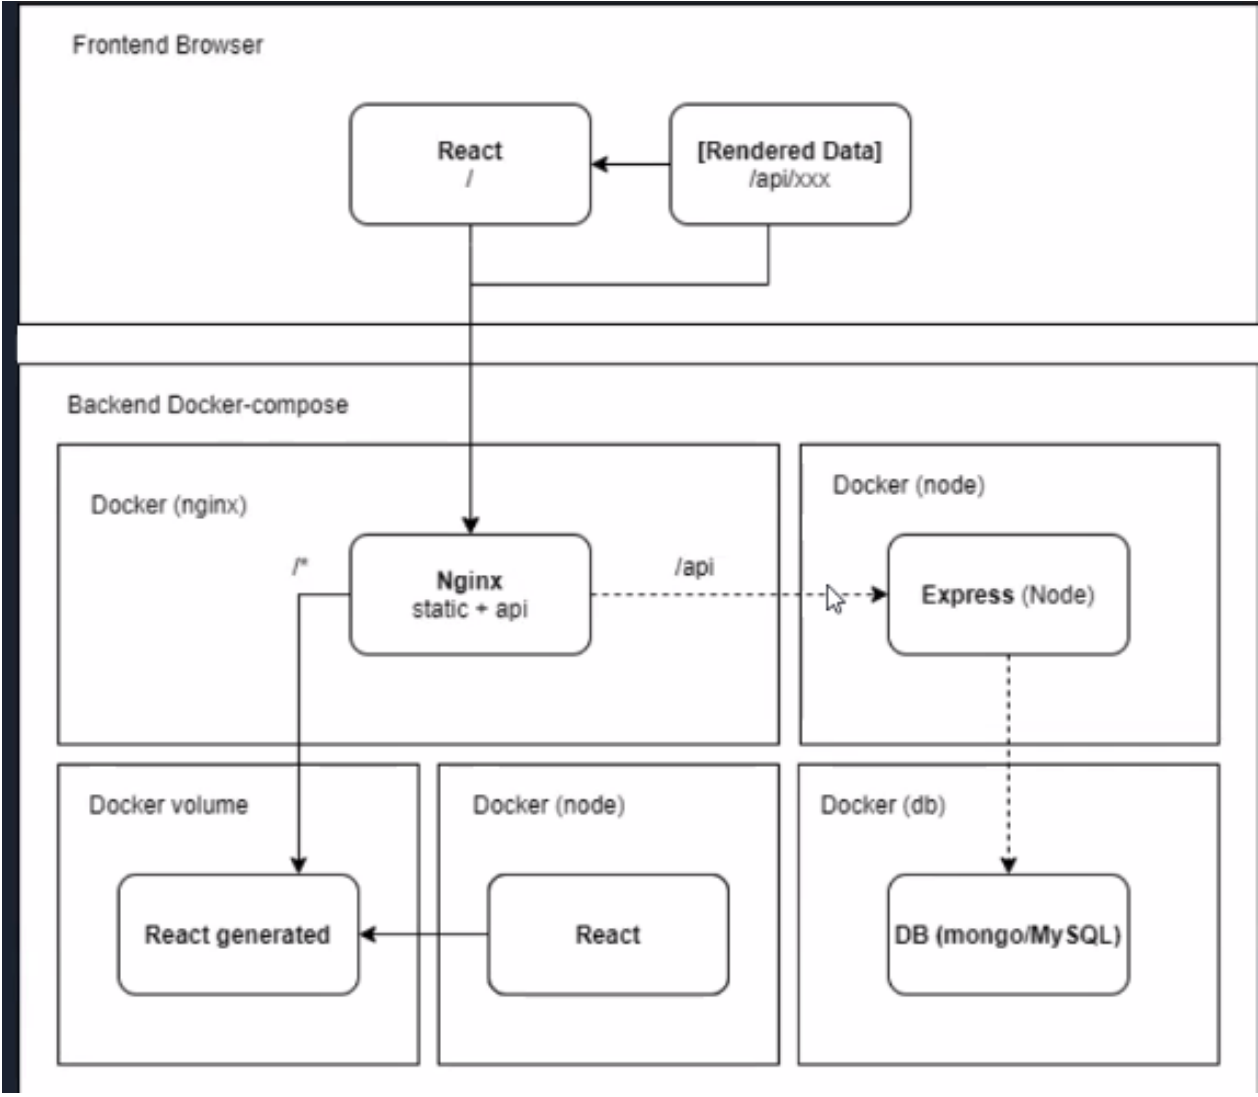 Frontend Browser
React
/
[Rendered Data]
/api/xxx
Backend Docker-compose
Docker (nginx)
/*
Nginx
static + api
/api
Docker (node)
Express (Node)
Docker volume
React generated
Docker (node)
React
Docker (db)
DB (mongo/MySQL)